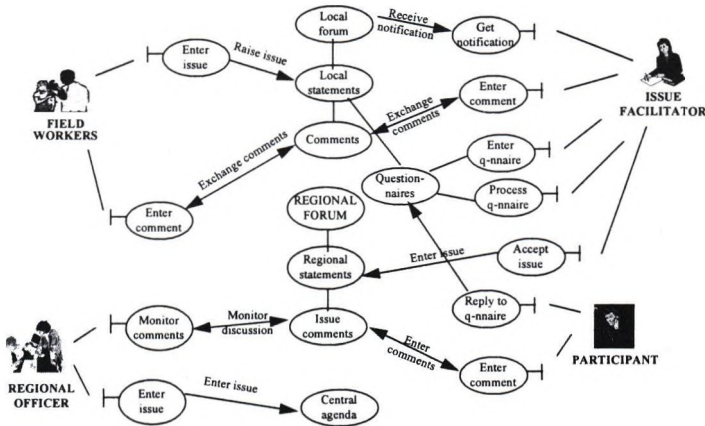 Local
forum
Receive
notification
Get
notification
Enter
issue
Raise issue
Local
statements
Enter
comment
ISSUE
FACILITATOR
FIELD
WORKERS
Comments
Exchange
comments
Exchange comments
Enter
q-nnaire
Question-
naires
Process
q-nnaire
Enter
comment
REGIONAL
FORUM
Enter issue
Accept
issue
Regional
statements
Reply to
q-nnaire
Monitor
comments
Monitor
discussion
Issue
comments
Enter
comments
PARTICIPANT
REGIONAL
OFFICER
Enter
comment
Enter
issue
Enter issue
Central
agenda